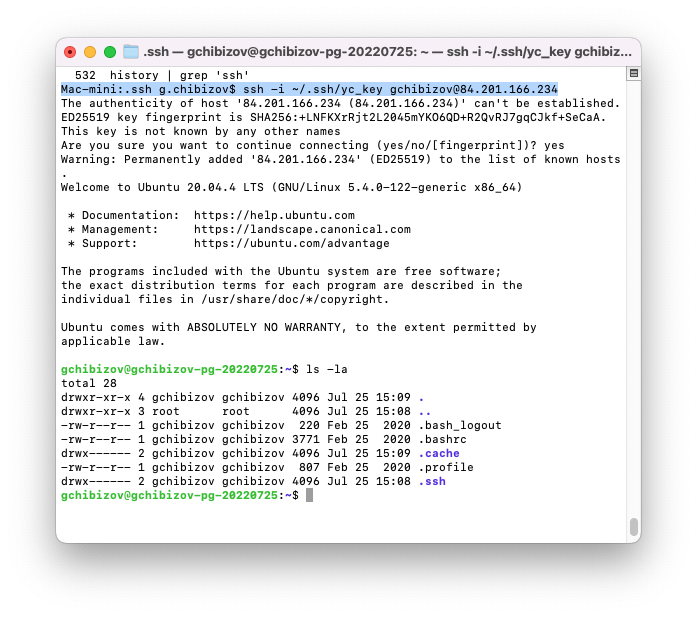 .ssh — gchibizov@gchibizov-pg-20220725: ~ — ssh -i ~/.ssh/yc_key gchibiz...
532  history | grep 'ssh'
Mac-mini:.ssh g.chibizov$ ssh -i ~/.ssh/yc_key gchibizov@84.201.166.234
The authenticity of host '84.201.166.234 (84.201.166.234)' can't be established.
ED25519 key fingerprint is SHA256:+LNFKXrRjt2L2045mYKO6QD+R2QvRJ7gqCJkf+SeCaA.
This key is not known by any other names
Are you sure you want to continue connecting (yes/no/[fingerprint])? yes
Warning: Permanently added '84.201.166.234' (ED25519) to the list of known hosts
.
Welcome to Ubuntu 20.04.4 LTS (GNU/Linux 5.4.0-122-generic x86_64)
* Documentation:  https://help.ubuntu.com
* Management:     https://landscape.canonical.com
* Support:        https://ubuntu.com/advantage
The programs included with the Ubuntu system are free software;
the exact distribution terms for each program are described in the
individual files in /usr/share/doc/*/copyright.
Ubuntu comes with ABSOLUTELY NO WARRANTY, to the extent permitted by
applicable law.
gchibizov@gchibizov-pg-20220725:~$ ls -la
total 28
drwxr-xr-x 4 gchibizov gchibizov 4096 Jul 25 15:09 .
drwxr-xr-x 3 root      root      4096 Jul 25 15:08 ..
-rw-r--r-- 1 gchibizov gchibizov  220 Feb 25  2020 .bash_logout
-rw-r--r-- 1 gchibizov gchibizov 3771 Feb 25  2020 .bashrc
drwx------ 2 gchibizov gchibizov 4096 Jul 25 15:09 .cache
-rw-r--r-- 1 gchibizov gchibizov  807 Feb 25  2020 .profile
drwx------ 2 gchibizov gchibizov 4096 Jul 25 15:08 .ssh
gchibizov@gchibizov-pg-20220725:~$